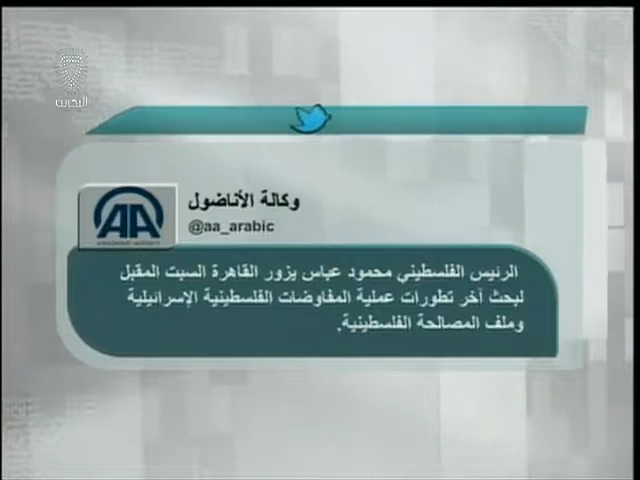 البحرين
وكالة الأناضول
@aa_arabic
AA
الرئيس الفلسطيني محمود عباس يزور القاهرة السبت المقبل
لبحث آخر تطورات عملية المفاوضات الفلسطينية الإسرائيلية
وملف المصالحة الفلسطينية.